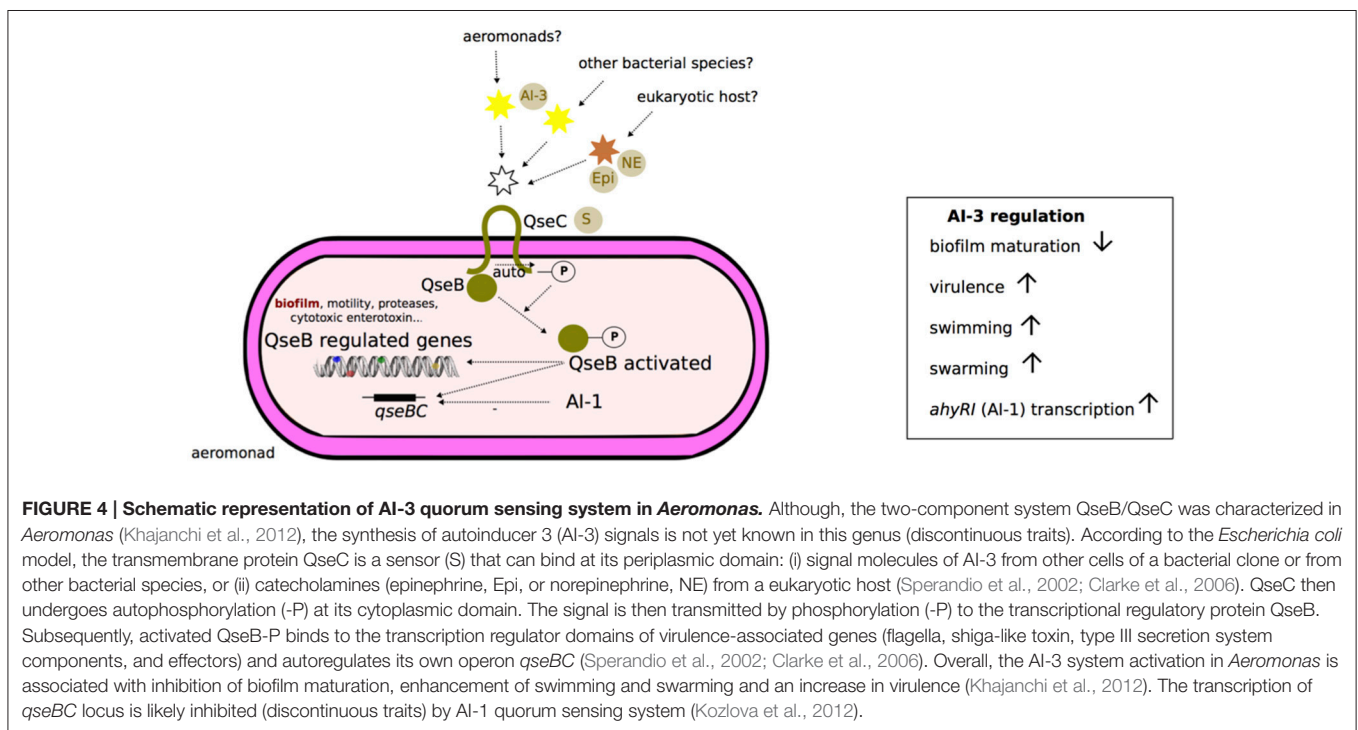 aeromonads?
other bacterial species?
eukaryotic host?
AI-3
NE
Epi
QseC
S
auto
P
QseB
biofilm, motility, proteases,
cytotoxic enterotoxin...
P
QseB regulated genes
QseB activated
AI-1
-
qseBC
aeromonad
AI-3 regulation
biofilm maturation ↓
virulence ↑
swimming ↑
swarming ↑
ahyRI (AI-1) transcription ↑
FIGURE 4 | Schematic representation of AI-3 quorum sensing system in Aeromonas. Although, the two-component system QseB/QseC was characterized in
Aeromonas (Khajanchi et al., 2012), the synthesis of autoinducer 3 (AI-3) signals is not yet known in this genus (discontinuous traits). According to the Escherichia coli
model, the transmembrane protein QseC is a sensor (S) that can bind at its periplasmic domain: (i) signal molecules of AI-3 from other cells of a bacterial clone or from
other bacterial species, or (ii) catecholamines (epinephrine, Epi, or norepinephrine, NE) from a eukaryotic host (Sperandio et al., 2002; Clarke et al., 2006). QseC then
undergoes autophosphorylation (-P) at its cytoplasmic domain. The signal is then transmitted by phosphorylation (-P) to the transcriptional regulatory protein QseB.
Subsequently, activated QseB-P binds to the transcription regulator domains of virulence-associated genes (flagella, shiga-like toxin, type III secretion system
components, and effectors) and autoregulates its own operon qseBC (Sperandio et al., 2002; Clarke et al., 2006). Overall, the AI-3 system activation in Aeromonas is
associated with inhibition of biofilm maturation, enhancement of swimming and swarming and an increase in virulence (Khajanchi et al., 2012). The transcription of
qseBC locus is likely inhibited (discontinuous traits) by AI-1 quorum sensing system (Kozlova et al., 2012).